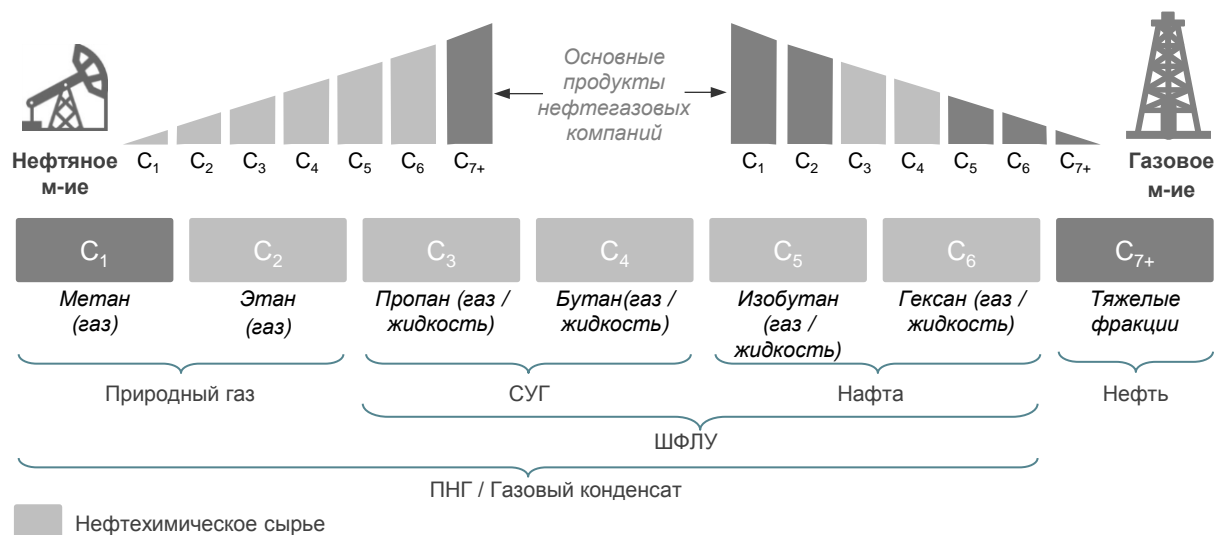 Основные
продукты
нефтегазовых
компаний
Нефтяное
м-ие
C₁ C₂ C₃ C₄ C₅ C₆ C₇₊
C₁ C₂ C₃ C₄ C₅ C₆ C₇₊
Газовое
м-ие
C₁ C₂ C₃ C₄ C₅ C₆ C₇₊
Метан
(газ)
Этан
(газ)
Пропан (газ /
жидкость)
Бутан(газ /
жидкость)
Изобутан
(газ /
жидкость)
Гексан (газ /
жидкость)
Тяжелые
фракции
Природный газ
СУГ
Нафта
Нефть
ШФЛУ
ПНГ / Газовый конденсат
Нефтехимическое сырье